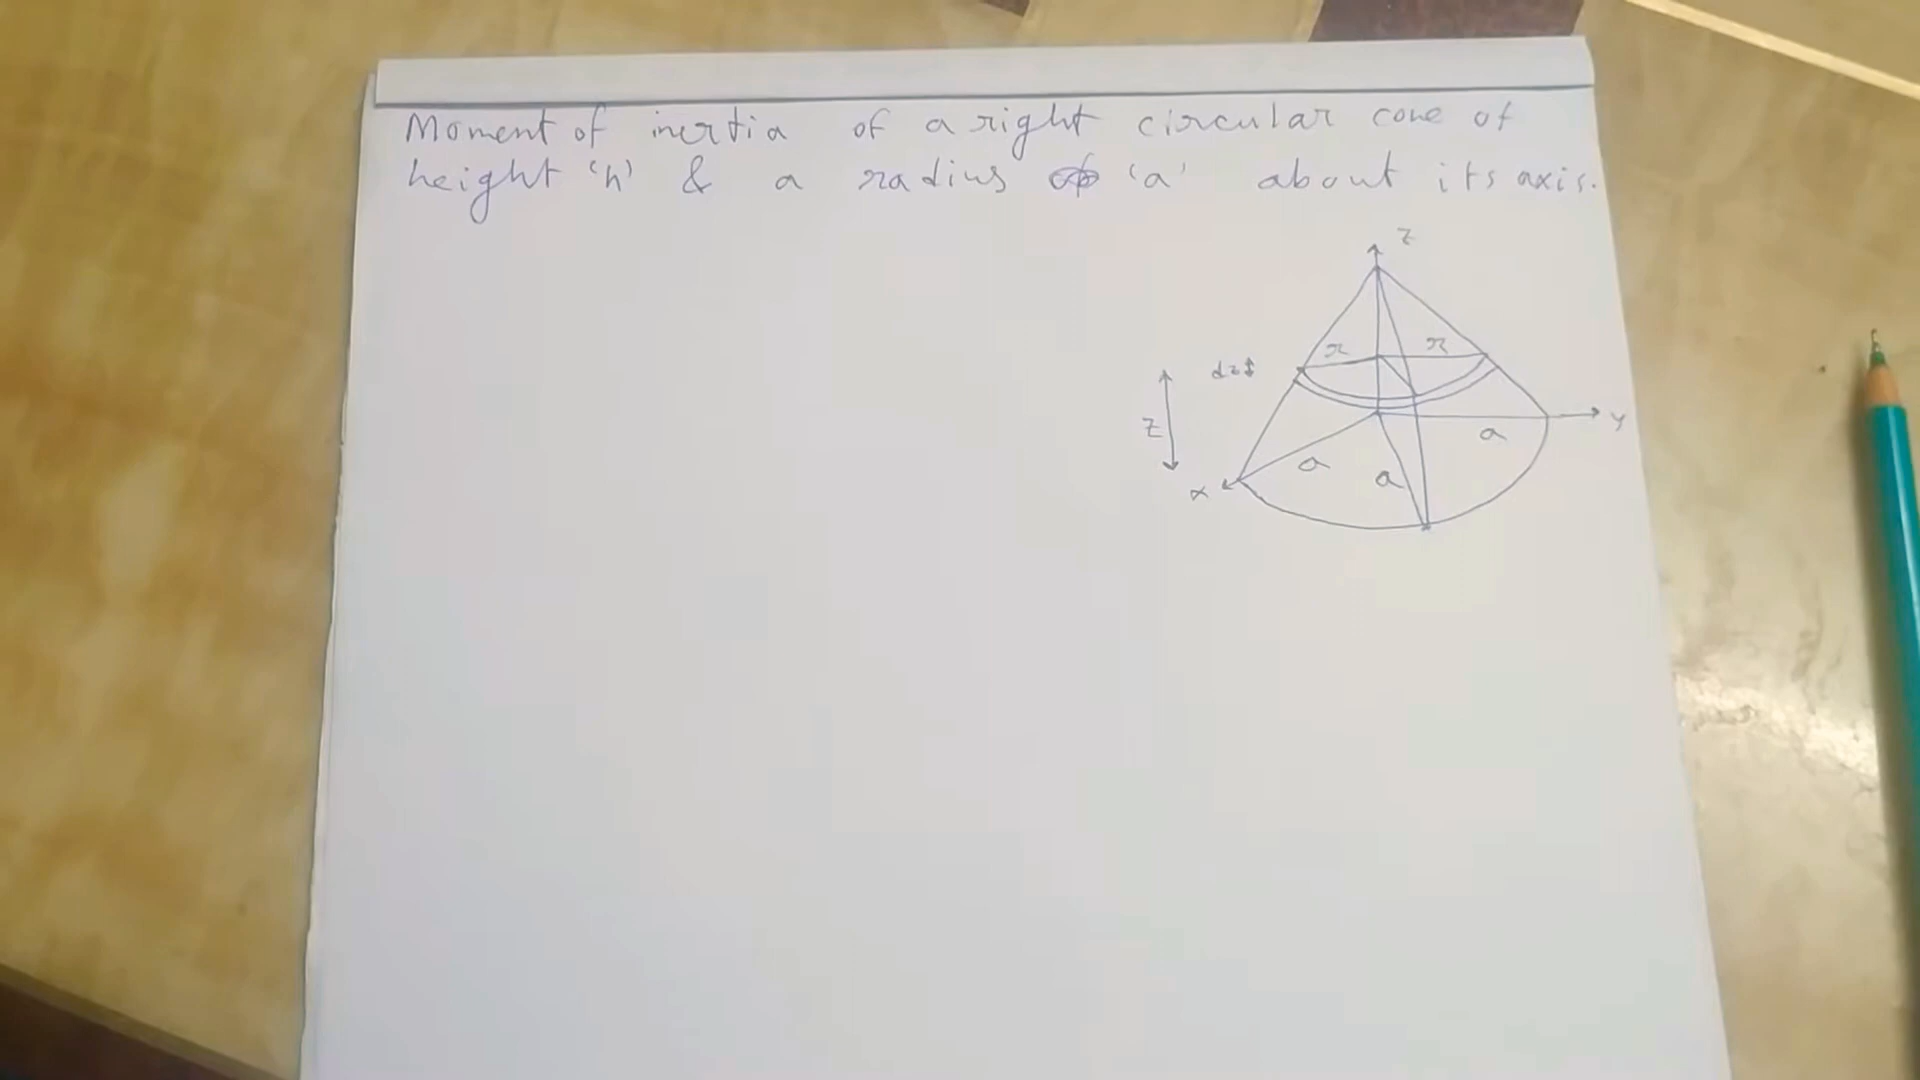 Moment of inertia of a right circular cone of
height 'h' & a radius 'a' about its axis.
z
r r
dz
z
y
a
a a
x